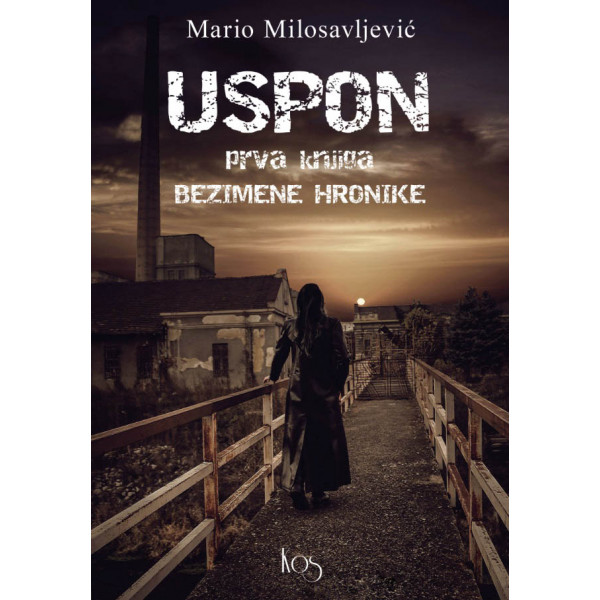 Mario Milosavljević
USPON
prva knjiga
BEZIMENE HRONIKE
Kos